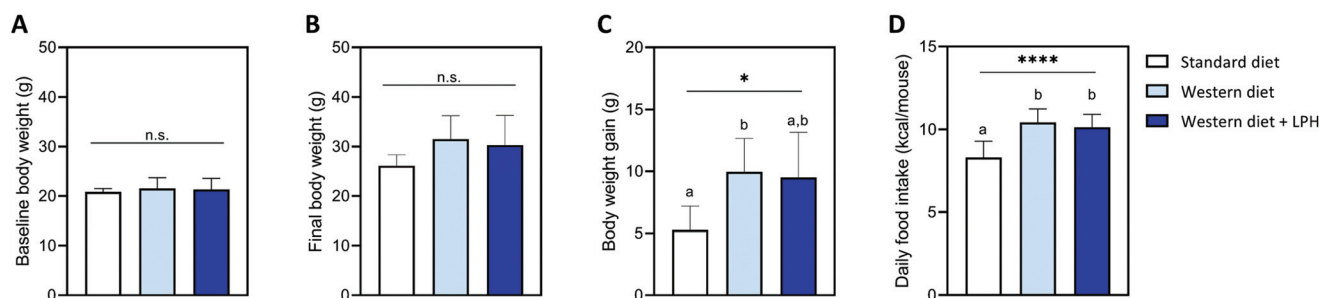 A
Baseline body weight (g)
50
40
30
20
10
0
n.s.
B
Final body weight (g)
50
40
30
20
10
0
n.s.
C
Body weight gain (g)
20
15
10
5
0
*
a
b
a,b
D
Daily food intake (kcal/mouse)
15
10
5
0
****
a
b
b
Standard diet
Western diet
Western diet + LPH